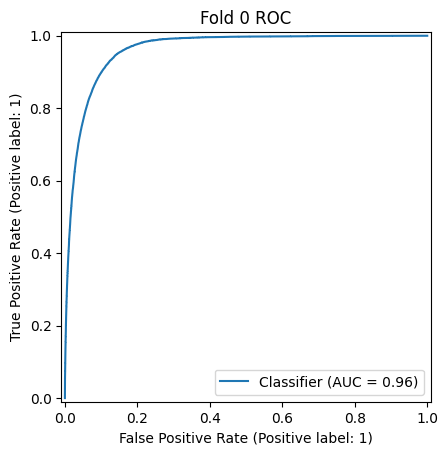 Fold 0 ROC
1.0
0.8
0.6
0.4
0.2
0.0
True Positive Rate (Positive label: 1)
Classifier (AUC = 0.96)
0.0 0.2 0.4 0.6 0.8 1.0
False Positive Rate (Positive label: 1)